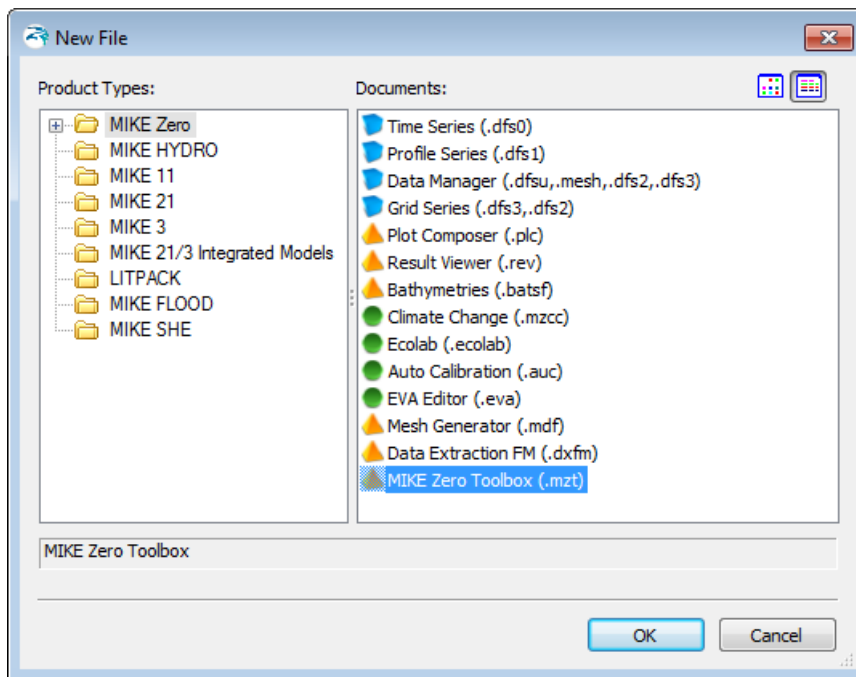 New File
Product Types:
MIKE Zero
MIKE HYDRO
MIKE 11
MIKE 21
MIKE 3
MIKE 21/3 Integrated Models
LITPACK
MIKE FLOOD
MIKE SHE
Documents:
Time Series (.dfs0)
Profile Series (.dfs1)
Data Manager (.dfsu,.mesh,.dfs2,.dfs3)
Grid Series (.dfs3,.dfs2)
Plot Composer (.plc)
Result Viewer (.rev)
Bathymetries (.batsf)
Climate Change (.mzcc)
Ecolab (.ecolab)
Auto Calibration (.auc)
EVA Editor (.eva)
Mesh Generator (.mdf)
Data Extraction FM (.dxfm)
MIKE Zero Toolbox (.mzt)
MIKE Zero Toolbox
OK
Cancel